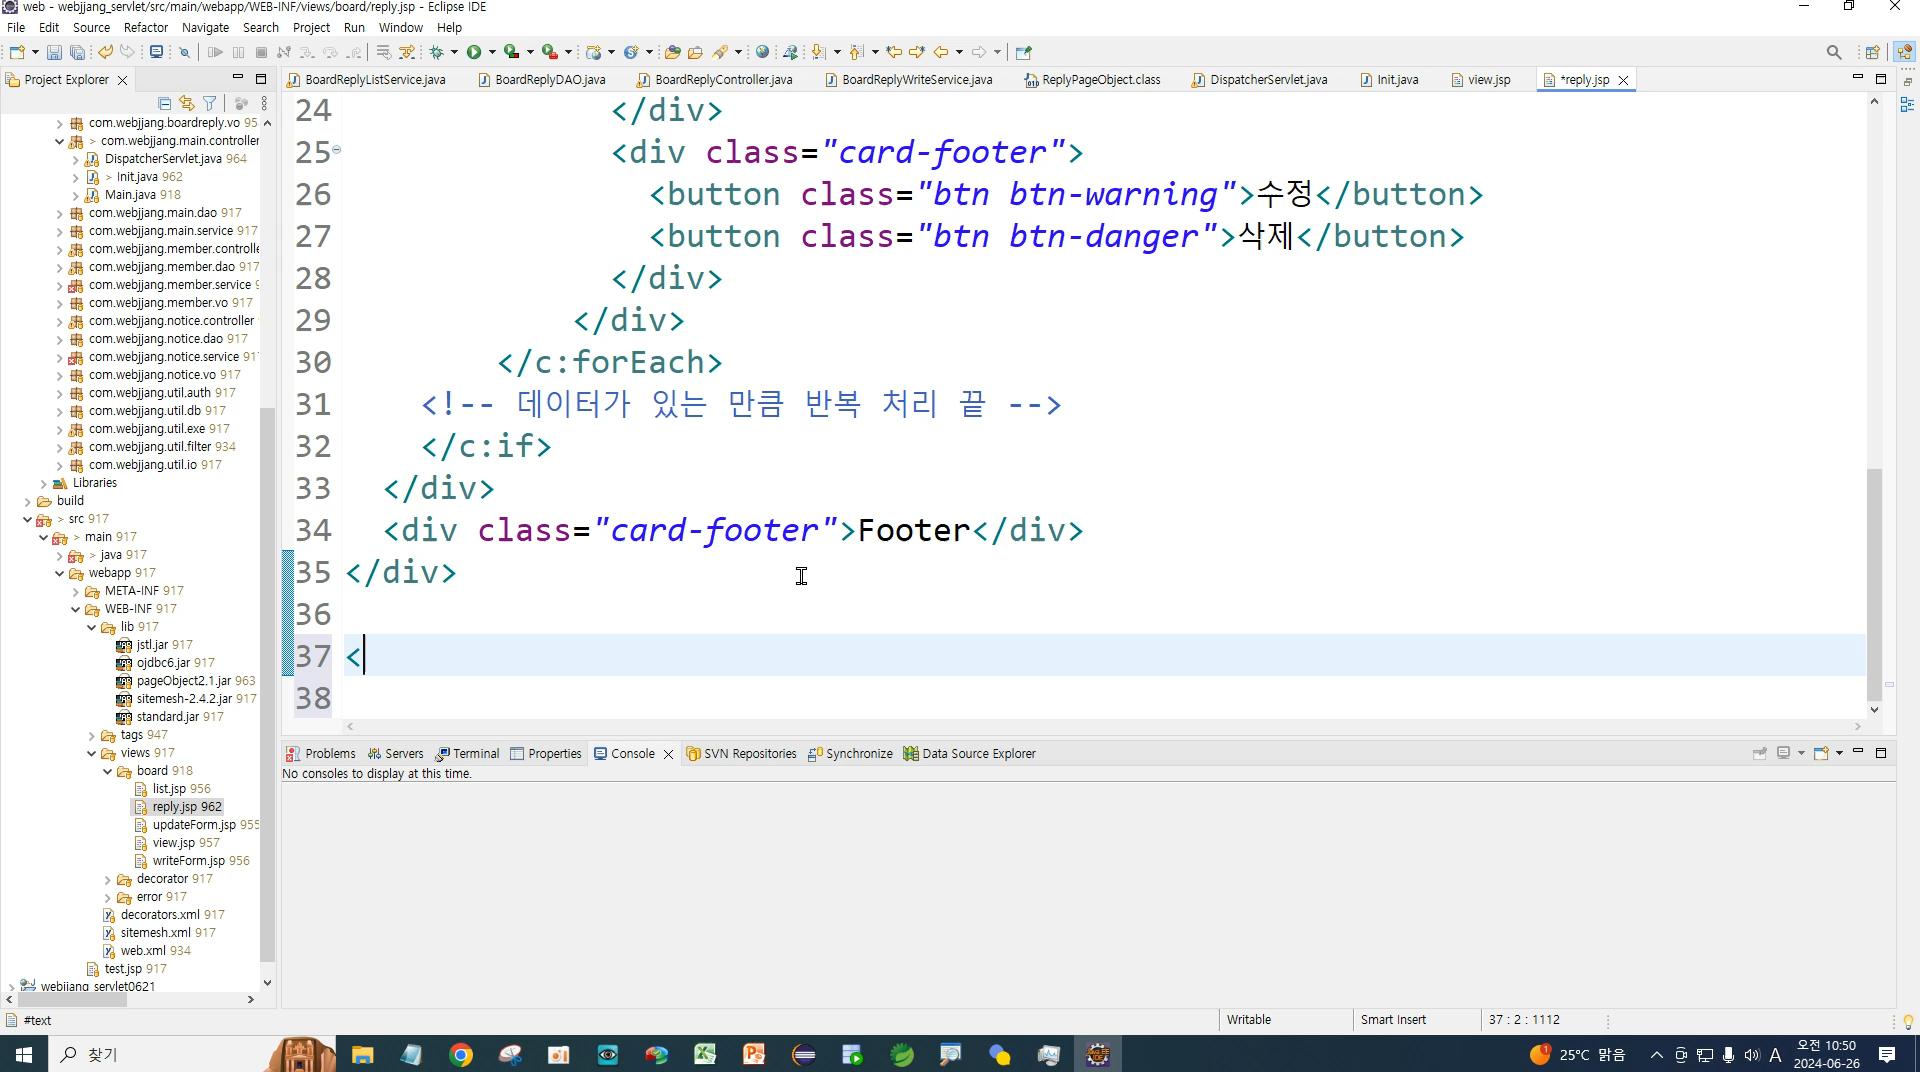 web - webjjang_servlet/src/main/webapp/WEB-INF/views/board/reply.jsp - Eclipse IDE
File Edit Source Refactor Navigate Search Project Run Window Help
Project Explorer
BoardReplyListService.java BoardReplyDAO.java BoardReplyController.java BoardReplyWriteService.java ReplyPageObject.class DispatcherServlet.java Init.java view.jsp *reply.jsp
com.webjjang.boardreply.vo 95
> com.webjjang.main.controller
DispatcherServlet.java 964
> Init.java 962
Main.java 918
com.webjjang.main.dao 917
com.webjjang.main.service 917
com.webjjang.member.controlle
com.webjjang.member.dao 917
com.webjjang.member.service 9
com.webjjang.member.vo 917
com.webjjang.notice.controller
com.webjjang.notice.dao 917
com.webjjang.notice.service 917
com.webjjang.notice.vo 917
com.webjjang.util.auth 917
com.webjjang.util.db 917
com.webjjang.util.exe 917
com.webjjang.util.filter 934
com.webjjang.util.io 917
Libraries
build
> src 917
> main 917
> java 917
webapp 917
META-INF 917
WEB-INF 917
lib 917
jstl.jar 917
ojdbc6.jar 917
pageObject2.1.jar 963
sitemesh-2.4.2.jar 917
standard.jar 917
tags 947
views 917
board 918
list.jsp 956
reply.jsp 962
updateForm.jsp 955
view.jsp 957
writeForm.jsp 956
decorator 917
error 917
decorators.xml 917
sitemesh.xml 917
web.xml 934
test.jsp 917
webjjang_servlet0621
24 </div>
25 <div class="card-footer">
26 <button class="btn btn-warning">수정</button>
27 <button class="btn btn-danger">삭제</button>
28 </div>
29 </div>
30 </c:forEach>
31 <!-- 데이터가 있는 만큼 반복 처리 끝 -->
32 </c:if>
33 </div>
34 <div class="card-footer">Footer</div>
35 </div>
36
37 <
38
Problems Servers Terminal Properties Console SVN Repositories Synchronize Data Source Explorer
No consoles to display at this time.
#text Writable Smart Insert 37 : 2 : 1112
찾기
25°C 맑음
A
오전 10:50
2024-06-26